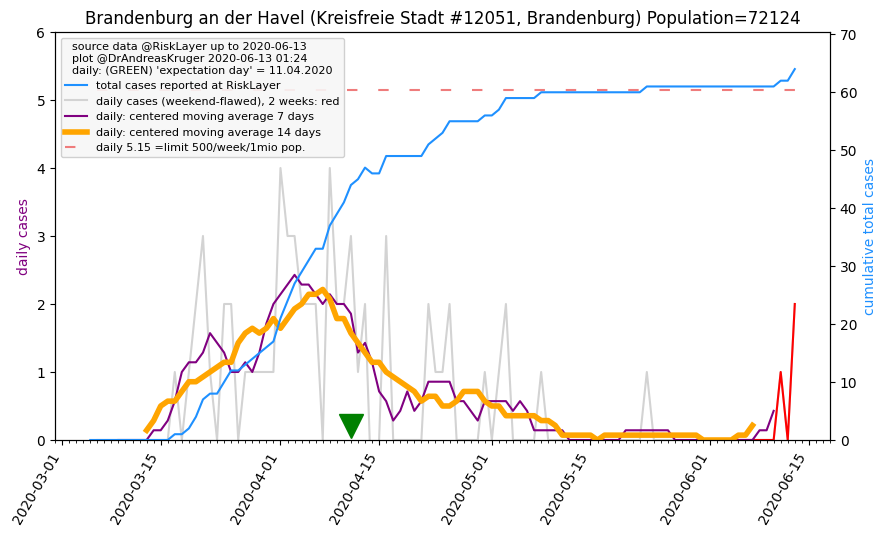 Brandenburg an der Havel (Kreisfreie Stadt #12051, Brandenburg) Population=72124
source data @RiskLayer up to 2020-06-13
plot @DrAndreasKruger 2020-06-13 01:24
daily: (GREEN) 'expectation day' = 11.04.2020
total cases reported at RiskLayer
daily cases (weekend-flawed), 2 weeks: red
daily: centered moving average 7 days
daily: centered moving average 14 days
daily 5.15 =limit 500/week/1mio pop.
daily cases
6
5
4
3
2
1
0
cumulative total cases
70
60
50
40
30
20
10
0
2020-03-01
2020-03-15
2020-04-01
2020-04-15
2020-05-01
2020-05-15
2020-06-01
2020-06-15